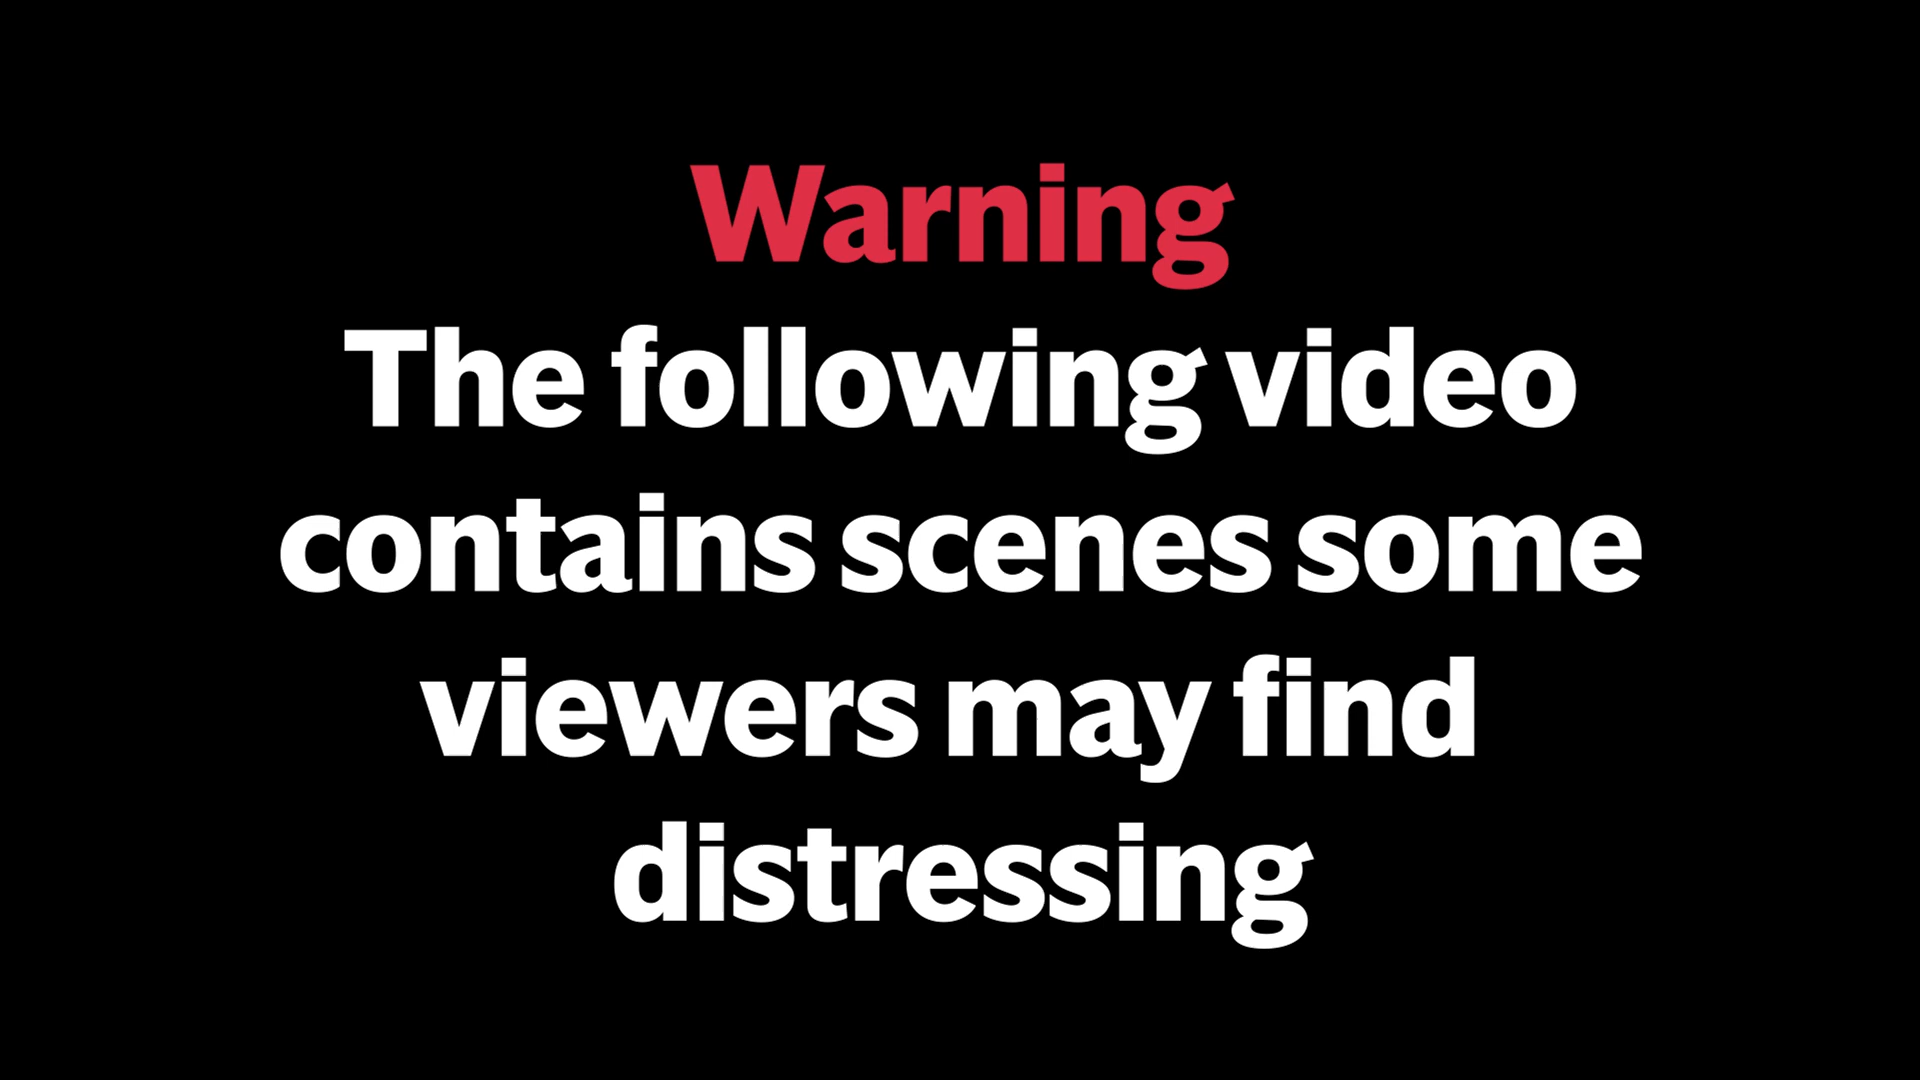 Warning
The following video
contains scenes some
viewers may find
distressing